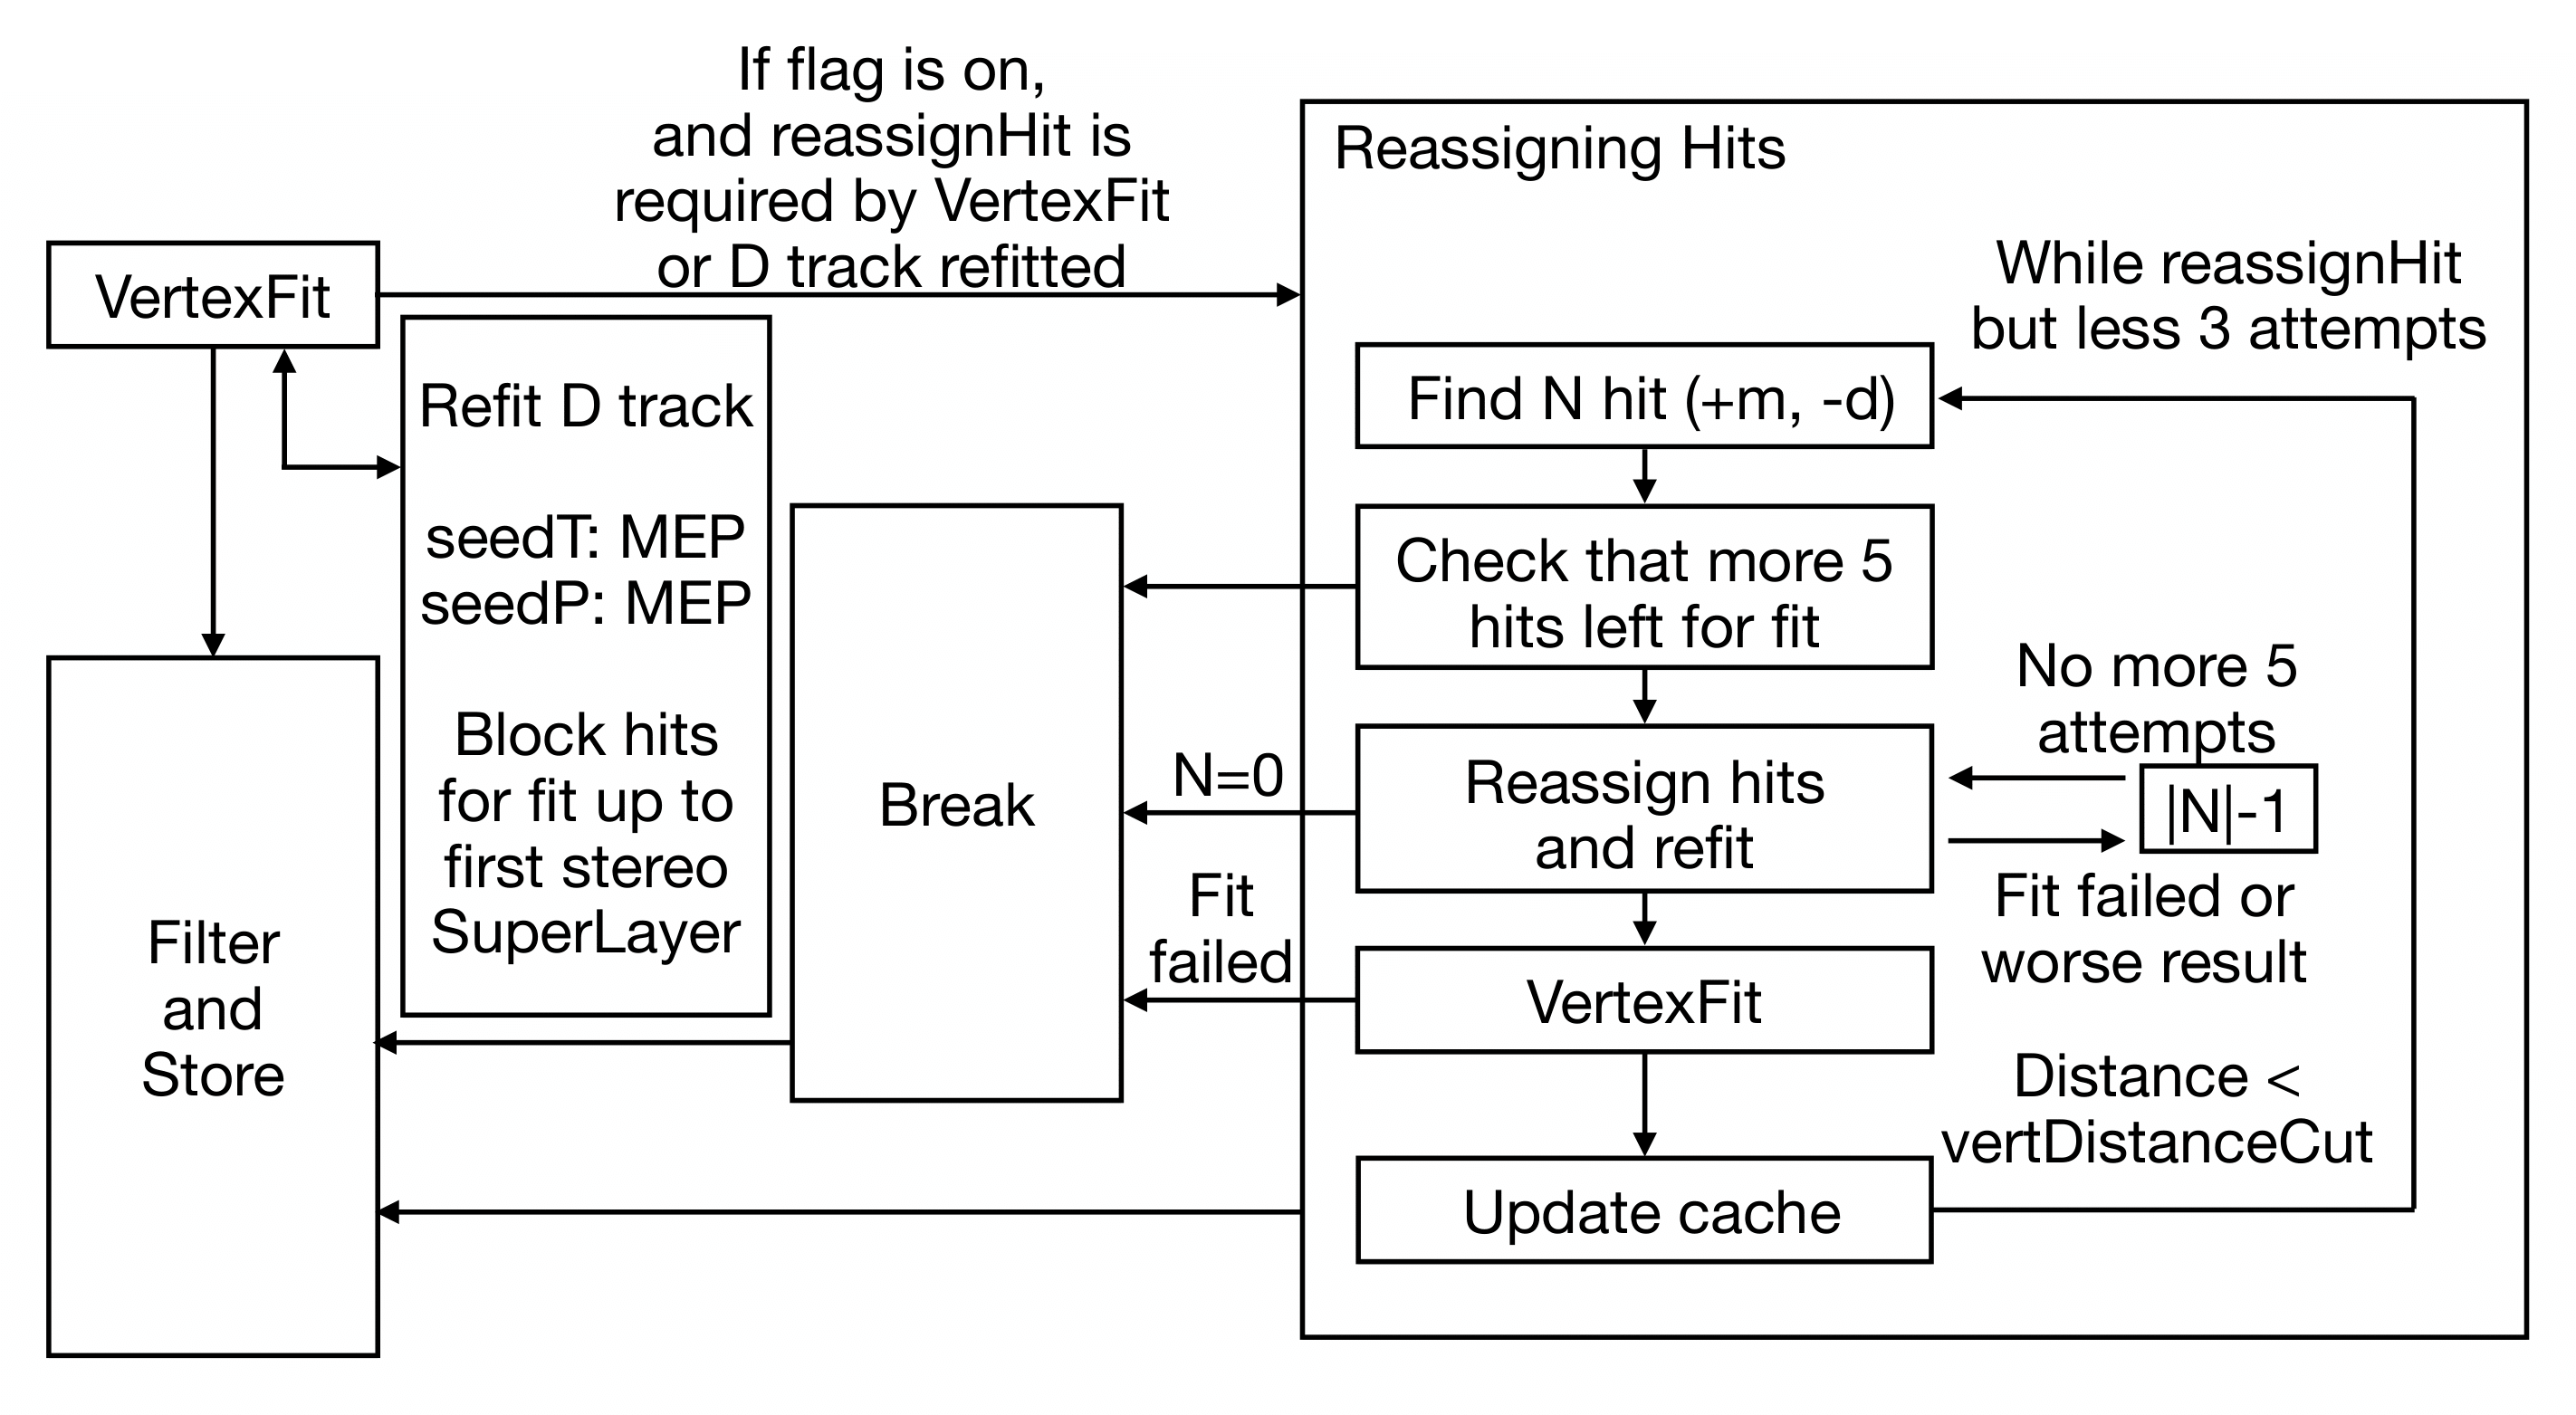 If flag is on,
and reassignHit is
required by VertexFit
or D track refitted
VertexFit
Refit D track
seedT: MEP
seedP: MEP
Block hits
for fit up to
first stereo
SuperLayer
Filter
and
Store
Break
N=0
Fit
failed
Reassigning Hits
While reassignHit
but less 3 attempts
Find N hit (+m, -d)
Check that more 5
hits left for fit
No more 5
attempts
Reassign hits
and refit
|N|-1
Fit failed or
worse result
VertexFit
Distance <
vertDistanceCut
Update cache